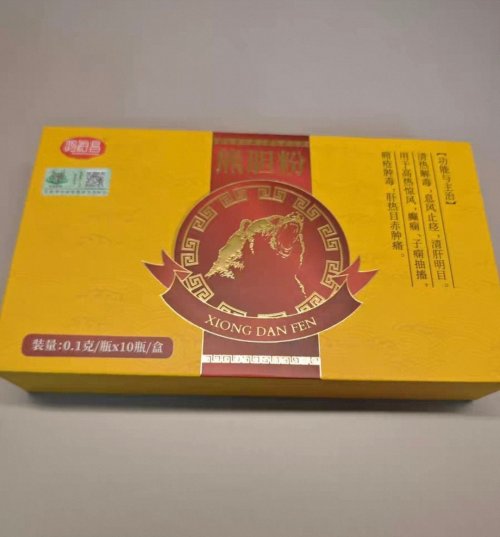 熊胆粉
XIONG DAN FEN
装量:0.1克/瓶x10瓶/盒
【功能与主治】
清热解毒，息风止痉，清肝明目。
用于高热惊风，癫痫，子痫抽搐，
痈疮肿毒，肝热目赤肿痛。